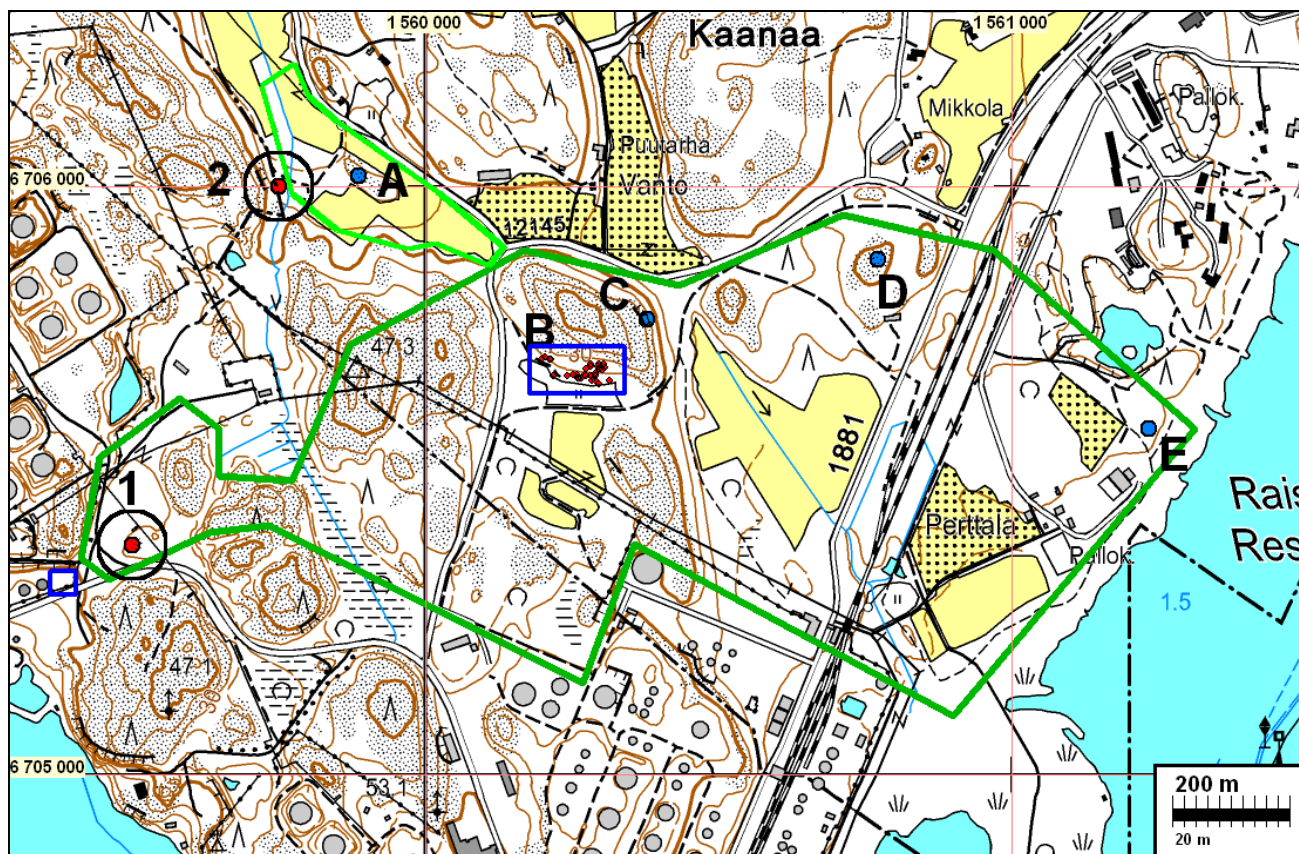 1 560 000
1 561 000
Kaanaa
Mikkola
Pallok.
Puutarha
Vanto
2
A
6 706 000
12145
C
D
B
47.3
1881
E
1
Perttala
Pallok.
Rais
Res
1.5
47.1
6 705 000
53.1
200 m
20 m